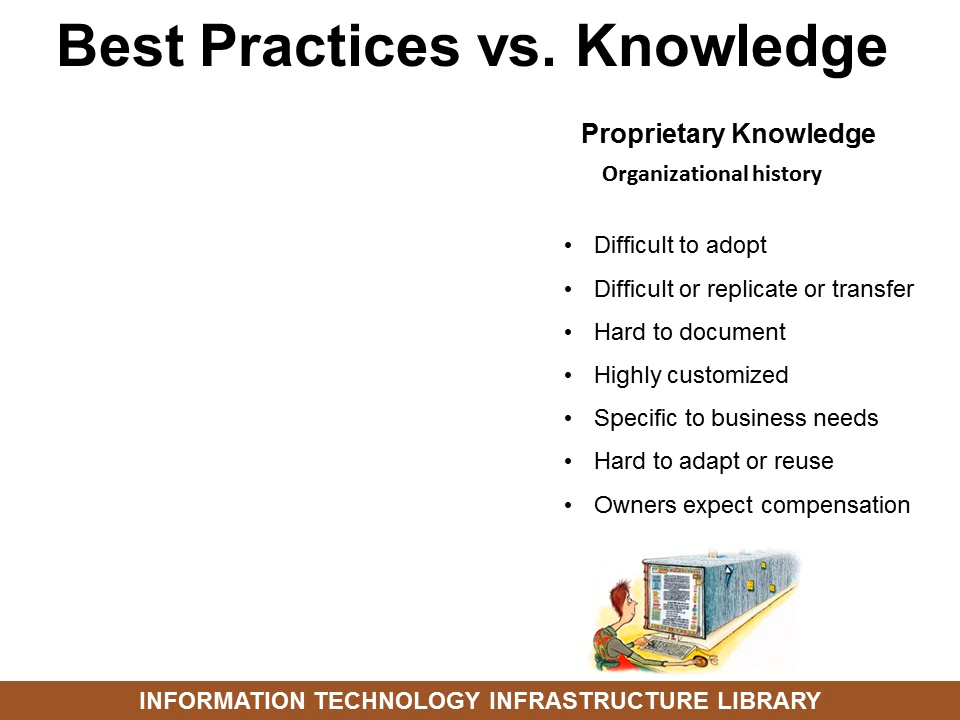 Best Practices vs. Knowledge
Proprietary Knowledge
Organizational history
• Difficult to adopt
• Difficult or replicate or transfer
• Hard to document
• Highly customized
• Specific to business needs
• Hard to adapt or reuse
• Owners expect compensation
INFORMATION TECHNOLOGY INFRASTRUCTURE LIBRARY